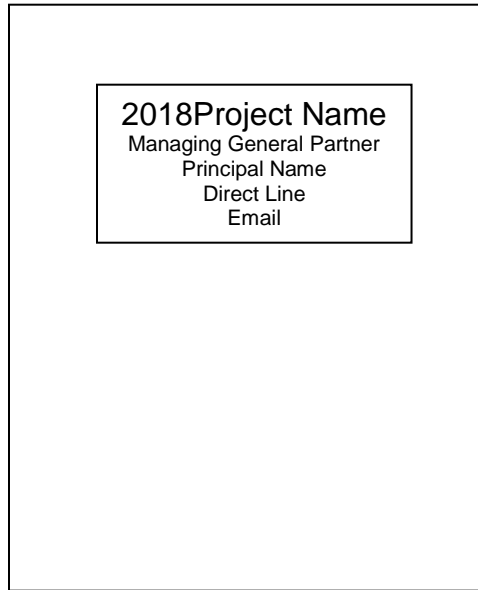 2018Project Name
Managing General Partner
Principal Name
Direct Line
Email